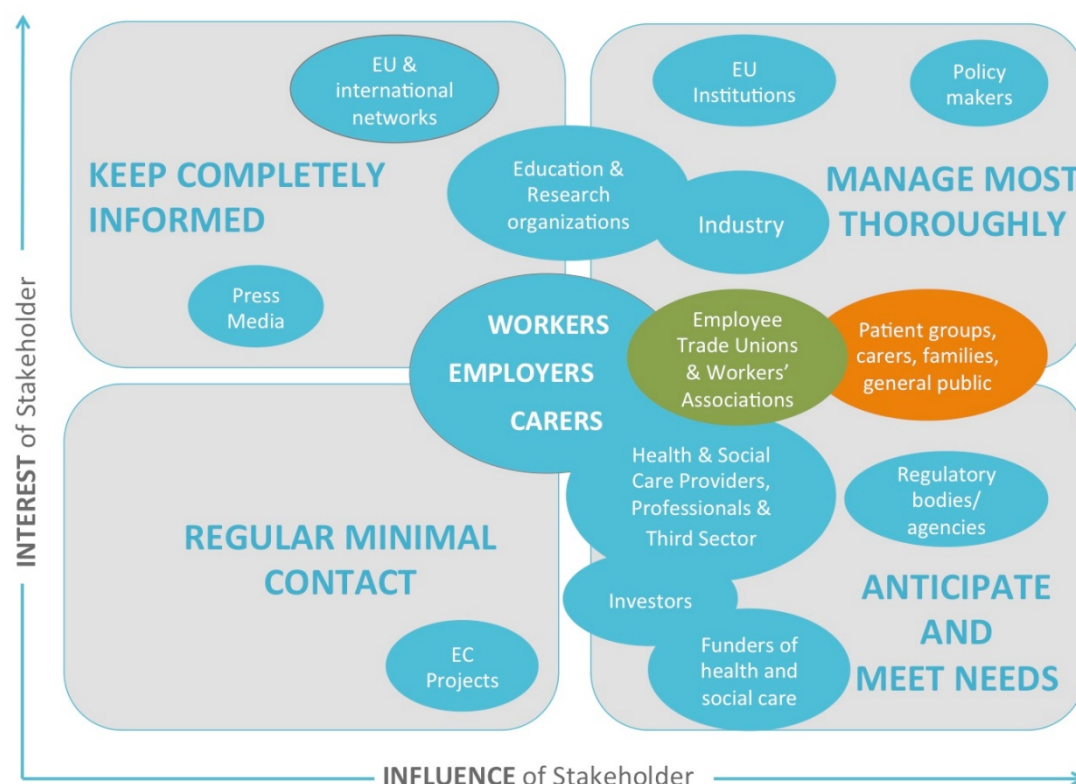 EU &
international
networks
EU
Institutions
Policy
makers
KEEP COMPLETELY
INFORMED
Education &
Research
organizations
Industry
MANAGE MOST
THOROUGHLY
Press
Media
WORKERS
EMPLOYERS
CARERS
Employee
Trade Unions
& Workers’
Associations
Patient groups,
carers, families,
general public
INTEREST of Stakeholder
REGULAR MINIMAL
CONTACT
Health & Social
Care Providers,
Professionals &
Third Sector
Regulatory
bodies/
agencies
Investors
ANTICIPATE
AND
MEET NEEDS
EC
Projects
Funders of
health and
social care
INFLUENCE of Stakeholder